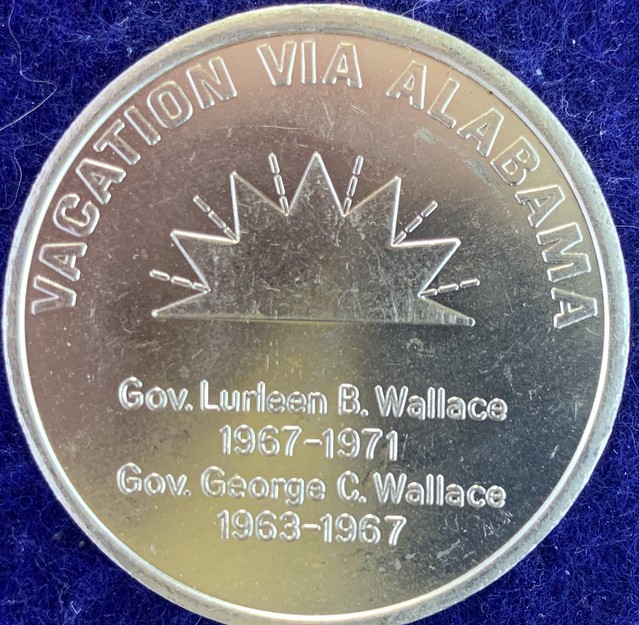 VACATION VIA ALABAMA
Gov. Lurleen B. Wallace
1967-1971
Gov. George C. Wallace
1963-1967